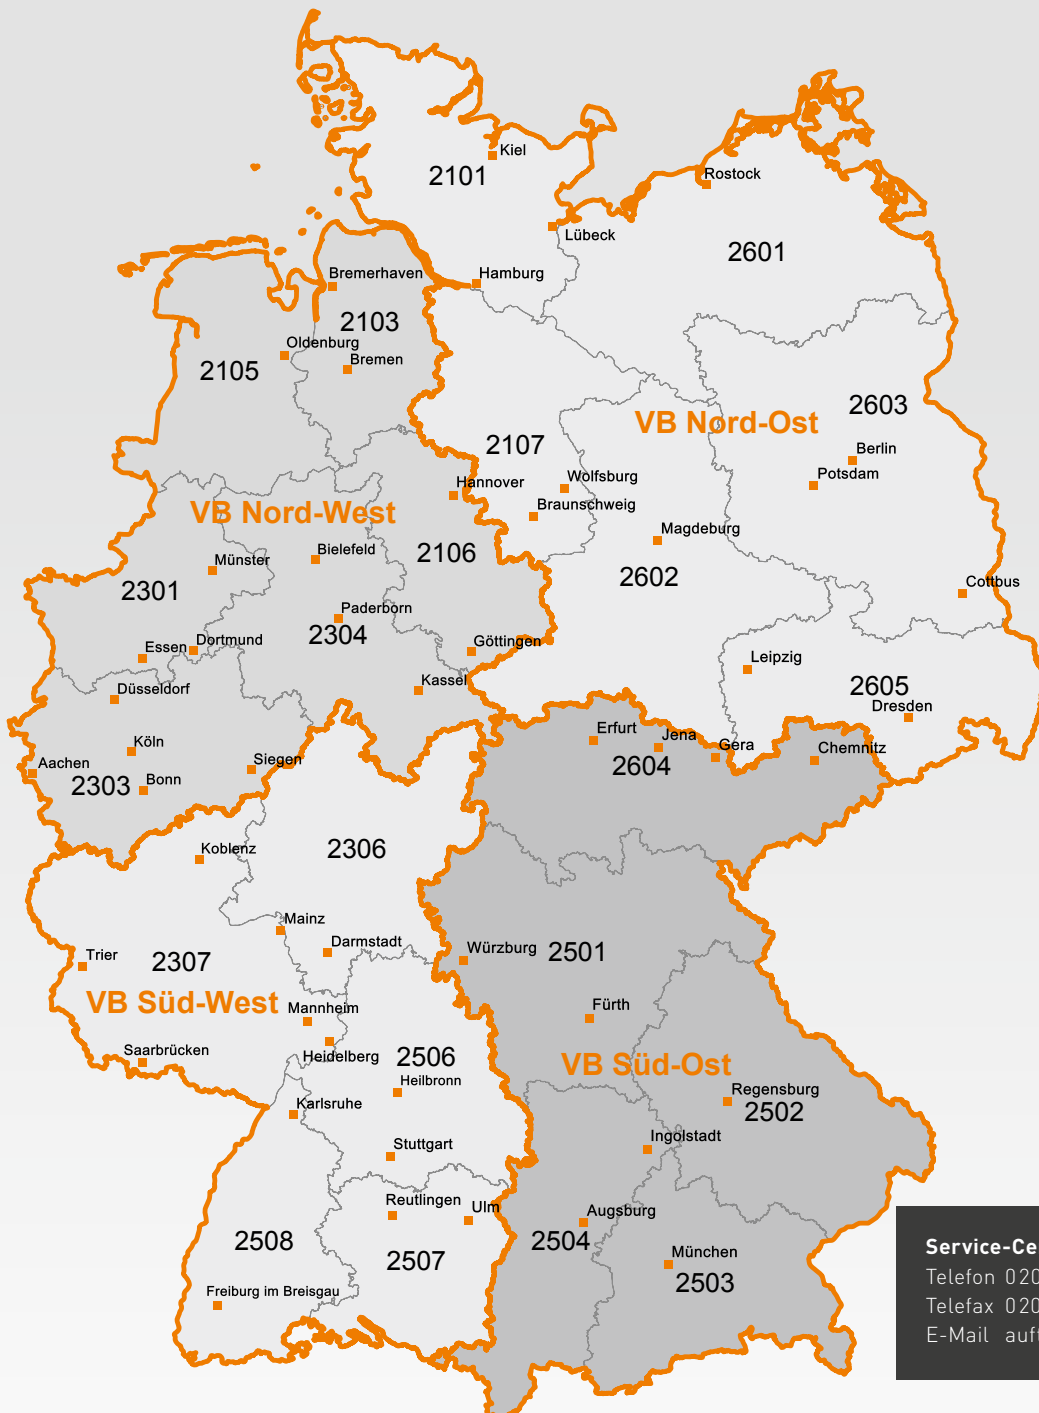 Kiel
2101
Rostock
Lübeck
2601
Bremerhaven
Hamburg
2103
Oldenburg
Bremen
2105
2603
VB Nord-Ost
2107
Berlin
Potsdam
Wolfsburg
Hannover
Braunschweig
VB Nord-West
Magdeburg
Bielefeld
2106
Münster
2602
2301
Cottbus
Paderborn
2304
Dortmund
Göttingen
Essen
Leipzig
Kassel
2605
Düsseldorf
Dresden
Erfurt
Jena
Gera
Chemnitz
Köln
2604
Siegen
Aachen
2303
Bonn
Koblenz
2306
Mainz
Darmstadt
Würzburg
2501
Trier
2307
VB Süd-West
Mannheim
Fürth
Saarbrücken
Heidelberg
2506
VB Süd-Ost
Heilbronn
Regensburg
2502
Karlsruhe
Ingolstadt
Stuttgart
Reutlingen
Ulm
Augsburg
2508
2504
2507
München
2503
Freiburg im Breisgau
Service-Ce
Telefon 020
Telefax 020
E-Mail auft